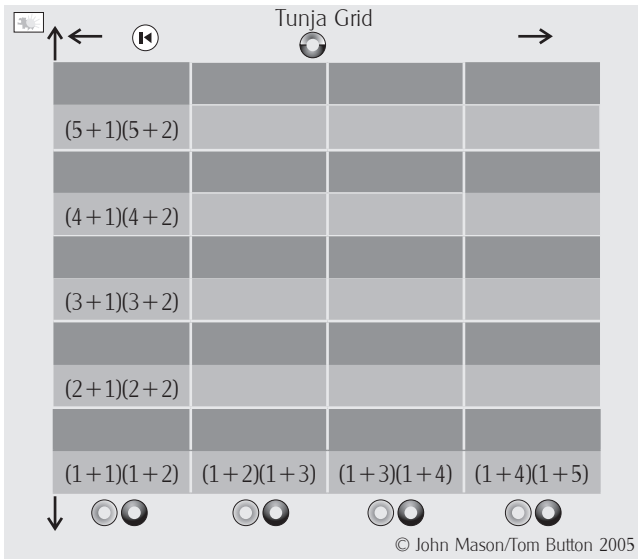 Tunja Grid
(5+1)(5+2)
(4+1)(4+2)
(3+1)(3+2)
(2+1)(2+2)
(1+1)(1+2) (1+2)(1+3) (1+3)(1+4) (1+4)(1+5)
© John Mason/Tom Button 2005